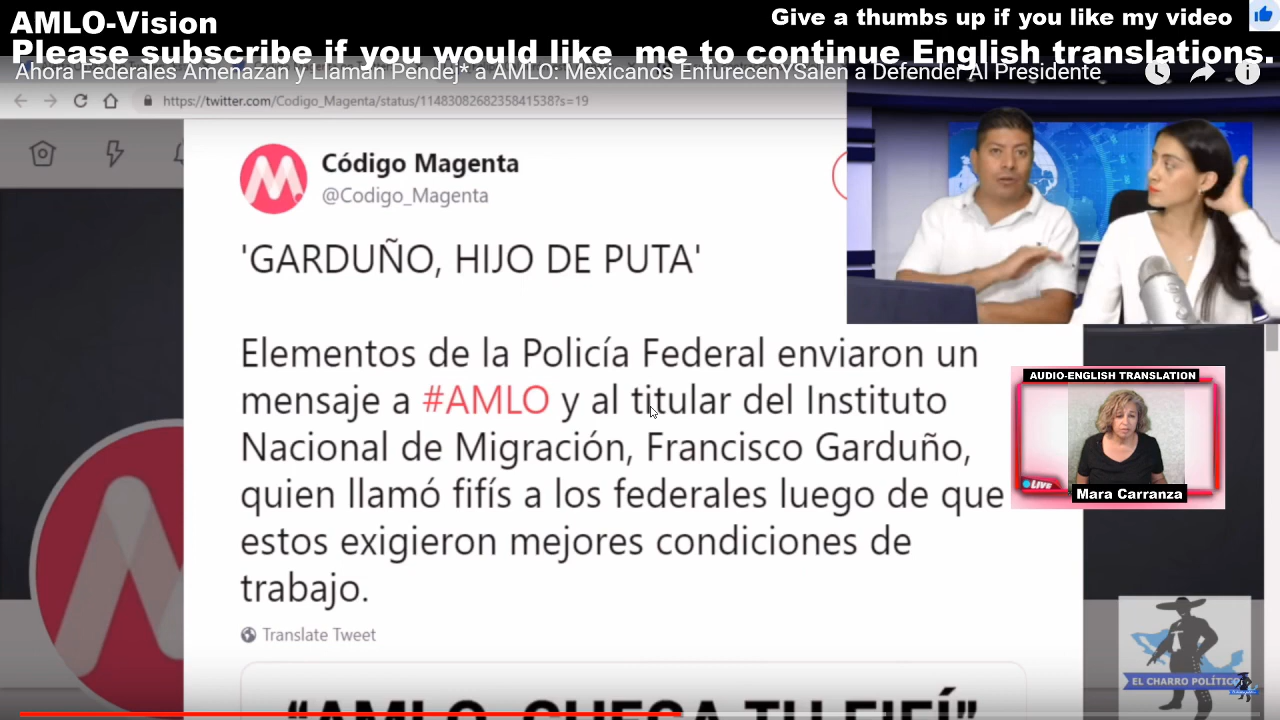 AMLO-Vision
Give a thumbs up if you like my video
Please subscribe if you would like me to continue English translations.
Ahora Federales Amenazan y Llaman Pendej* a AMLO: Mexicanos EnfurecenYSalen a Defender Al Presidente
https://twitter.com/Codigo_Magenta/status/1148308268235841538?s=19
Código Magenta
@Codigo_Magenta
'GARDUÑO, HIJO DE PUTA'
Elementos de la Policía Federal enviaron un
mensaje a #AMLO y al titular del Instituto
Nacional de Migración, Francisco Garduño,
quien llamó fifís a los federales luego de que
estos exigieron mejores condiciones de
trabajo.
Translate Tweet
"AMLO, CHECA TU FIFÍ"
AUDIO-ENGLISH TRANSLATION
LIVE
Mara Carranza
EL CHARRO POLÍTICO